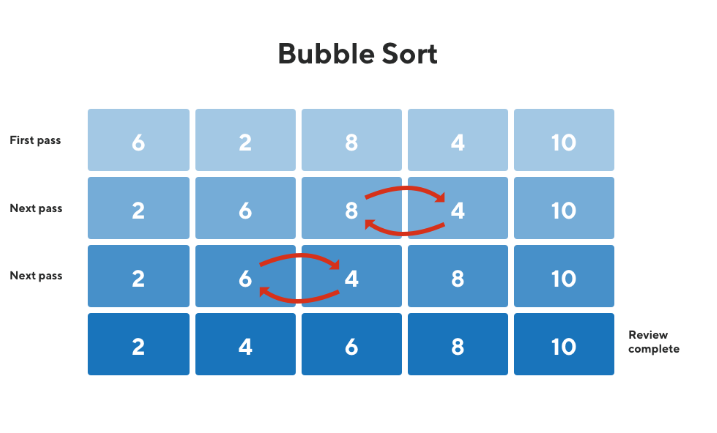 Bubble Sort
First pass 6 2 8 4 10
Next pass 2 6 8 4 10
Next pass 2 6 4 8 10
2 4 6 8 10 Review
complete